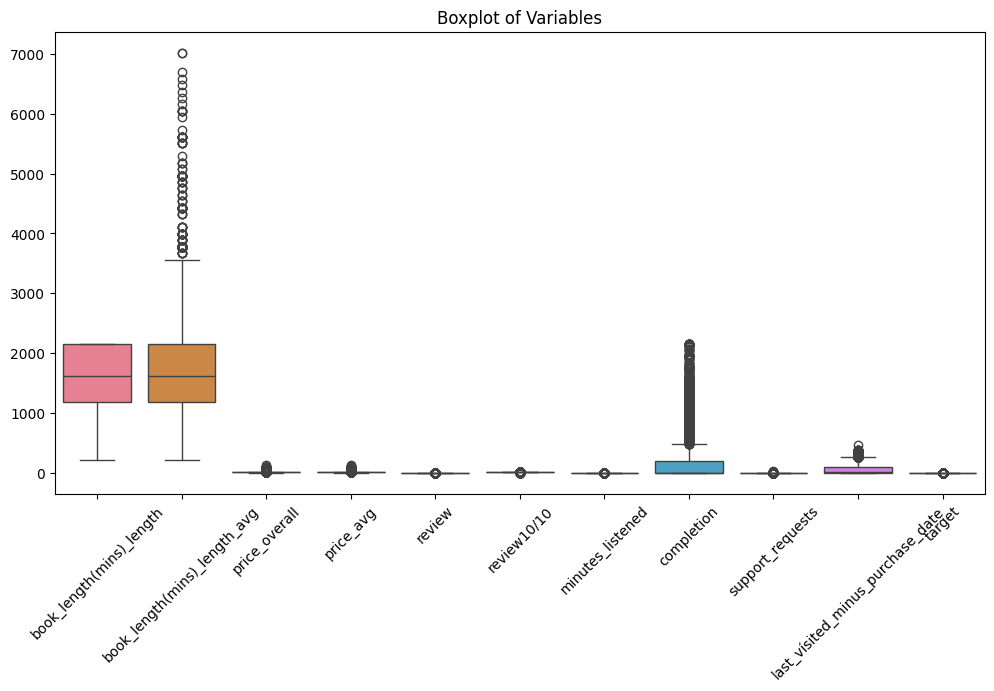 Boxplot of Variables
7000
6000
5000
4000
3000
2000
1000
0
book_length(mins)_length
book_length(mins)_length_avg
price_overall
price_avg
review
review10/10
minutes_listened
completion
support_requests
last_visited_minus_purchase_date
target